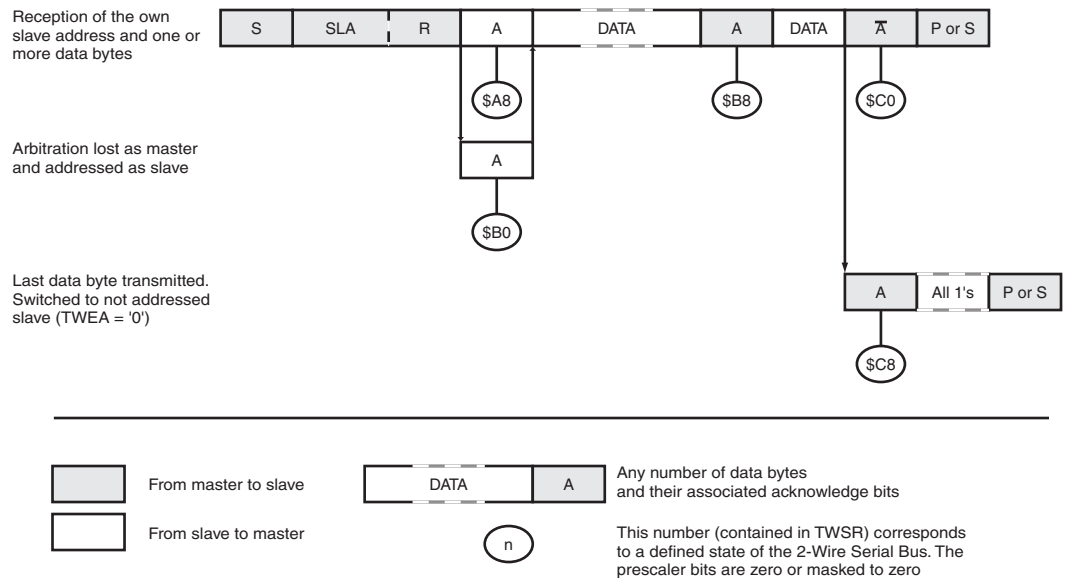 Reception of the own
slave address and one or
more data bytes
S SLA R A DATA A DATA A̅ P or S
$A8 $B8 $C0
Arbitration lost as master
and addressed as slave
A
$B0
Last data byte transmitted.
Switched to not addressed
slave (TWEA = '0')
A All 1's P or S
$C8
From master to slave
DATA A
Any number of data bytes
and their associated acknowledge bits
From slave to master
n
This number (contained in TWSR) corresponds
to a defined state of the 2-Wire Serial Bus. The
prescaler bits are zero or masked to zero